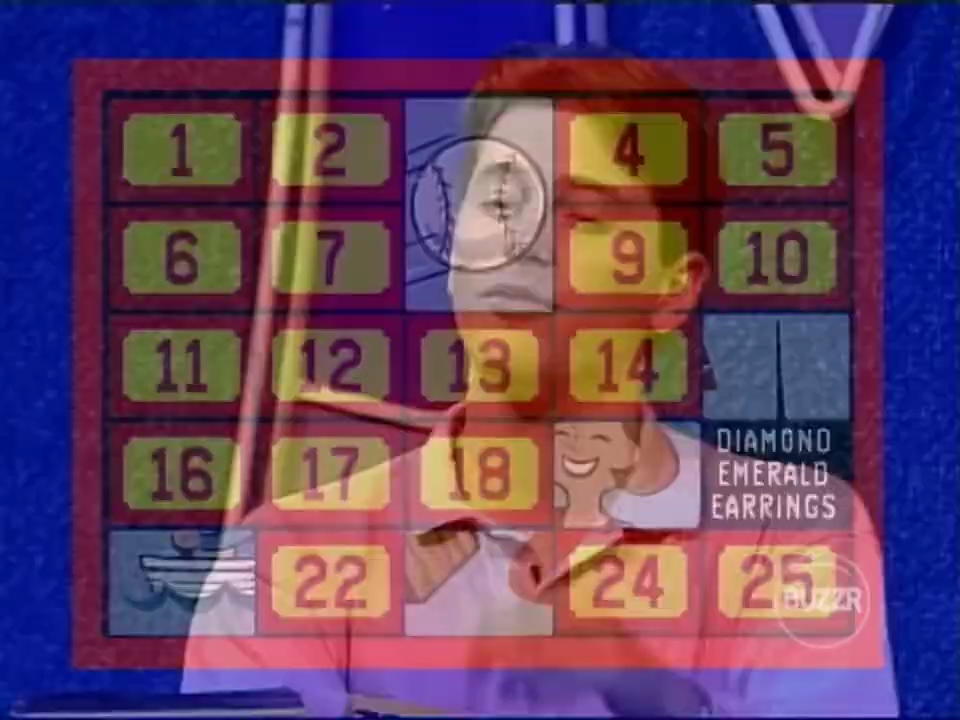 1 2 4 5
6 7 9 10
11 12 13 14
16 17 18
DIAMOND
EMERALD
EARRINGS
22 24 25
BUZZR